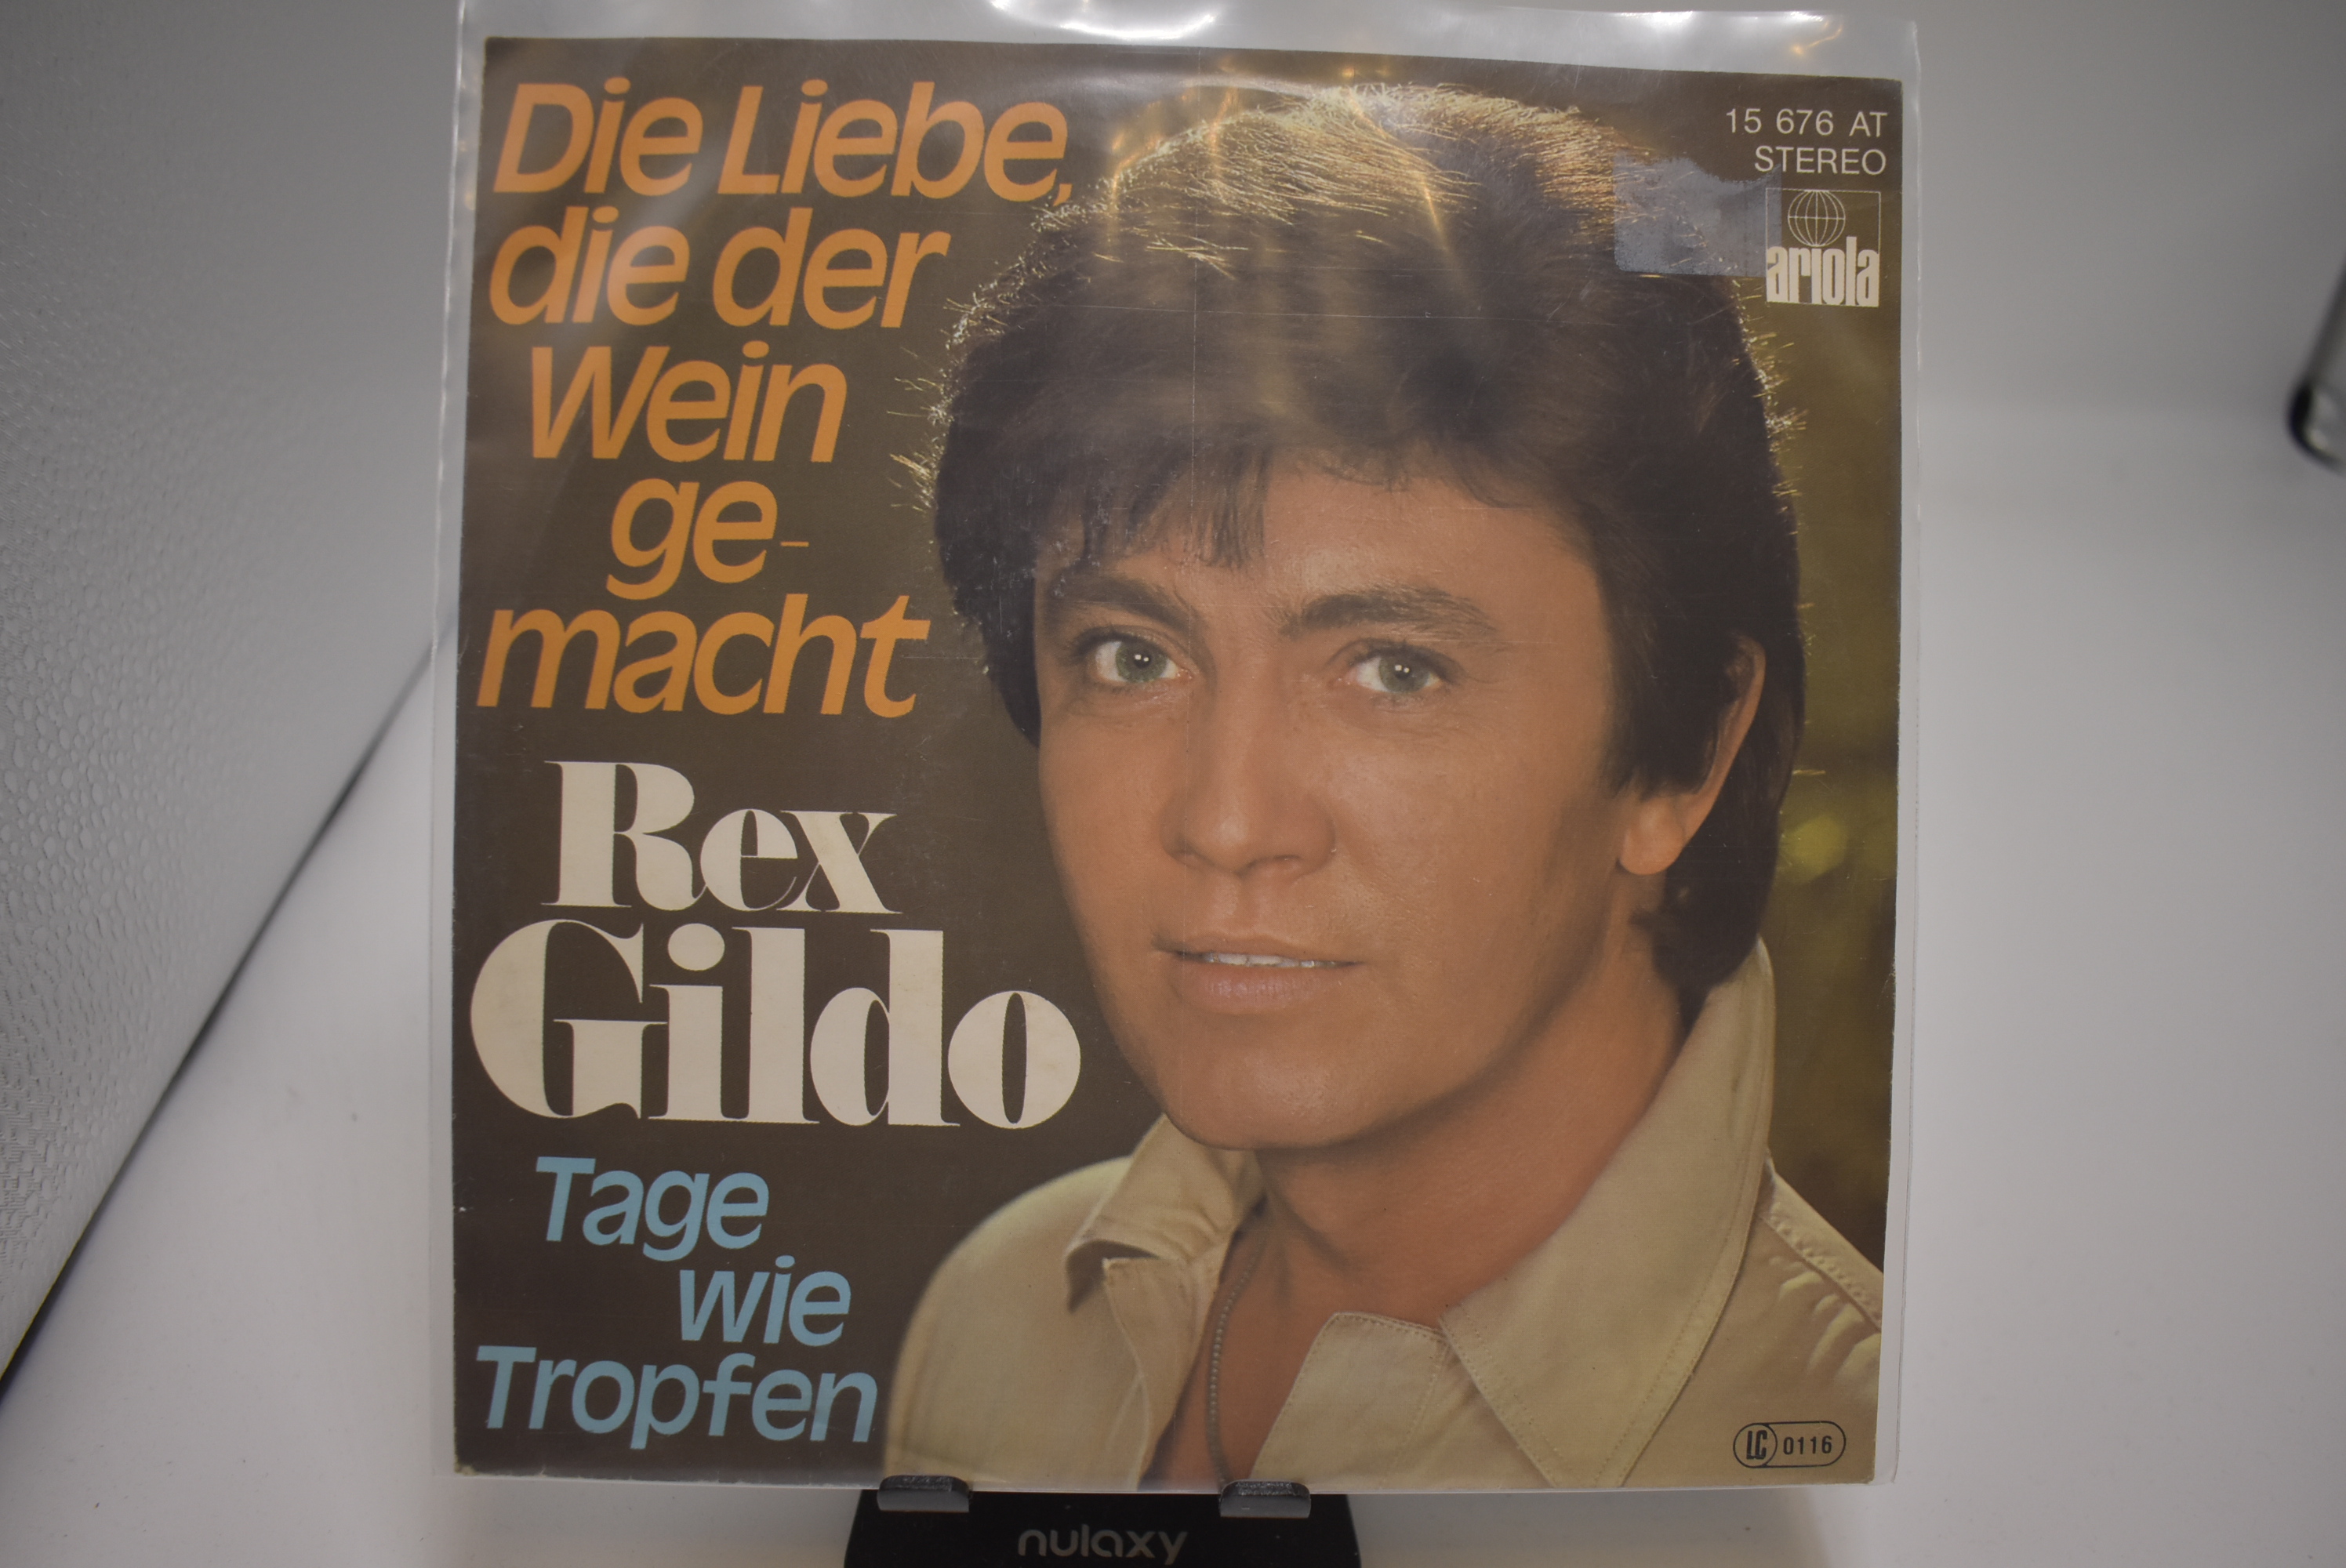 Die Liebe,
die der
Wein
ge-
macht
Rex
Gildo
Tage
wie
Tropfen
15 676 AT
STEREO
ariola
LC 0116
nulaxy